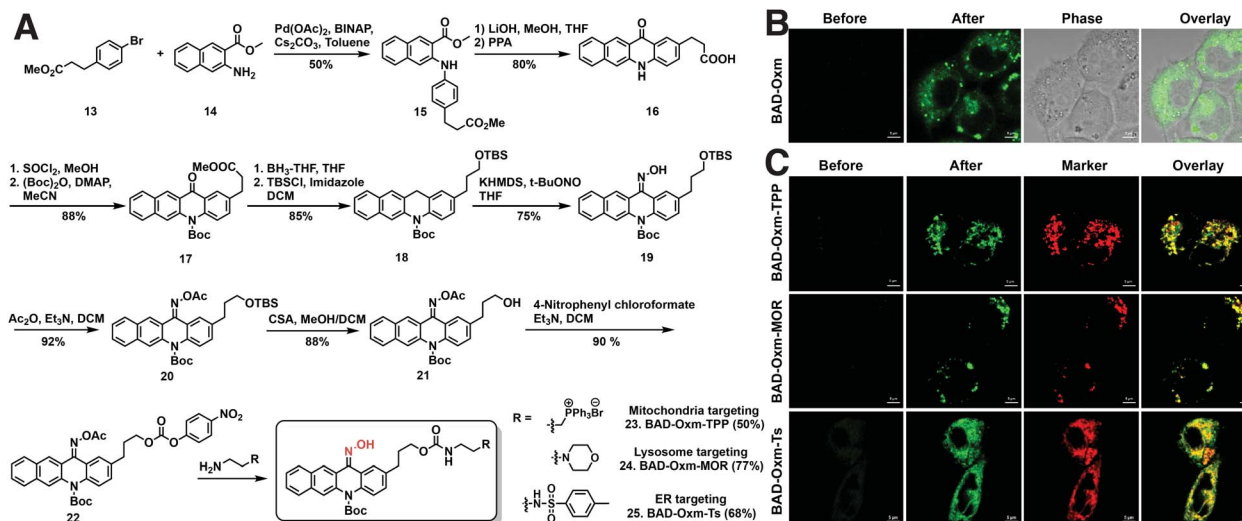 A
MeO₂C
Br
13
+
O
O
NH₂
14
Pd(OAc)₂, BINAP,
Cs₂CO₃, Toluene
50%
O
O
NH
CO₂Me
15
1) LiOH, MeOH, THF
2) PPA
80%
O
N
H
COOH
16
1. SOCl₂, MeOH
2. (Boc)₂O, DMAP,
MeCN
88%
MeO₂C
O
N
Boc
17
1. BH₃-THF, THF
2. TBSCl, Imidazole
DCM
85%
OTBS
N
Boc
18
KHMDS, t-BuONO
THF
75%
N
OH
OTBS
N
Boc
19
Ac₂O, Et₃N, DCM
92%
N
OAc
OTBS
N
Boc
20
CSA, MeOH/DCM
88%
N
OAc
OH
N
Boc
21
4-Nitrophenyl chloroformate
Et₃N, DCM
90 %
N
OAc
O
O
O
NO₂
N
Boc
22
H₂N
R
N
OH
O
O
N
H
R
N
Boc
R =
⊕ ⊖
PPh₃Br
Mitochondria targeting
23. BAD-Oxm-TPP (50%)
N
O
Lysosome targeting
24. BAD-Oxm-MOR (77%)
H
N
O
S
O
ER targeting
25. BAD-Oxm-Ts (68%)
B
Before After Phase Overlay
BAD-Oxm
5 μm
C
Before After Marker Overlay
BAD-Oxm-TPP
BAD-Oxm-MOR
BAD-Oxm-Ts
5 μm